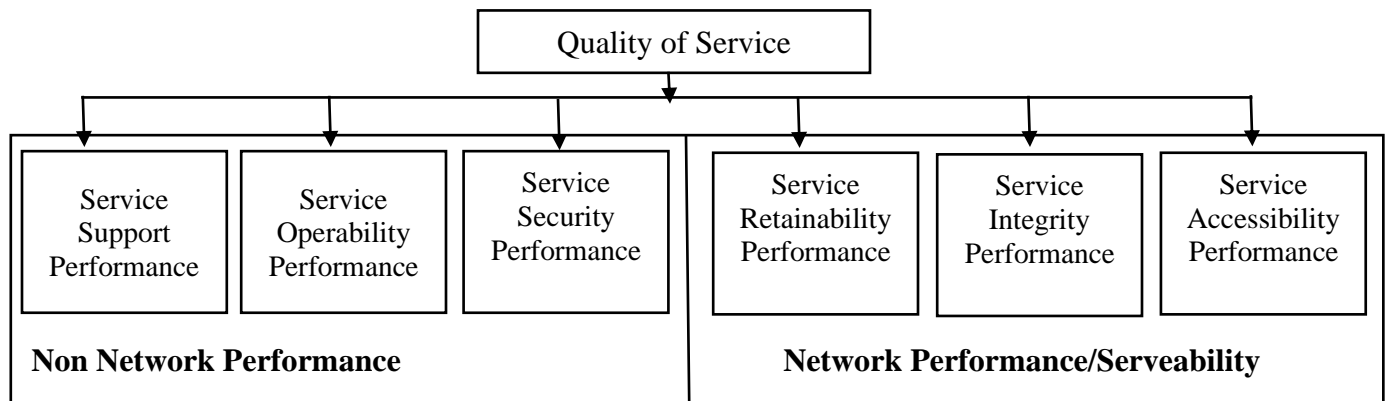 Quality of Service
Service
Support
Performance
Service
Operability
Performance
Service
Security
Performance
Service
Retainability
Performance
Service
Integrity
Performance
Service
Accessibility
Performance
Non Network Performance
Network Performance/Serveability